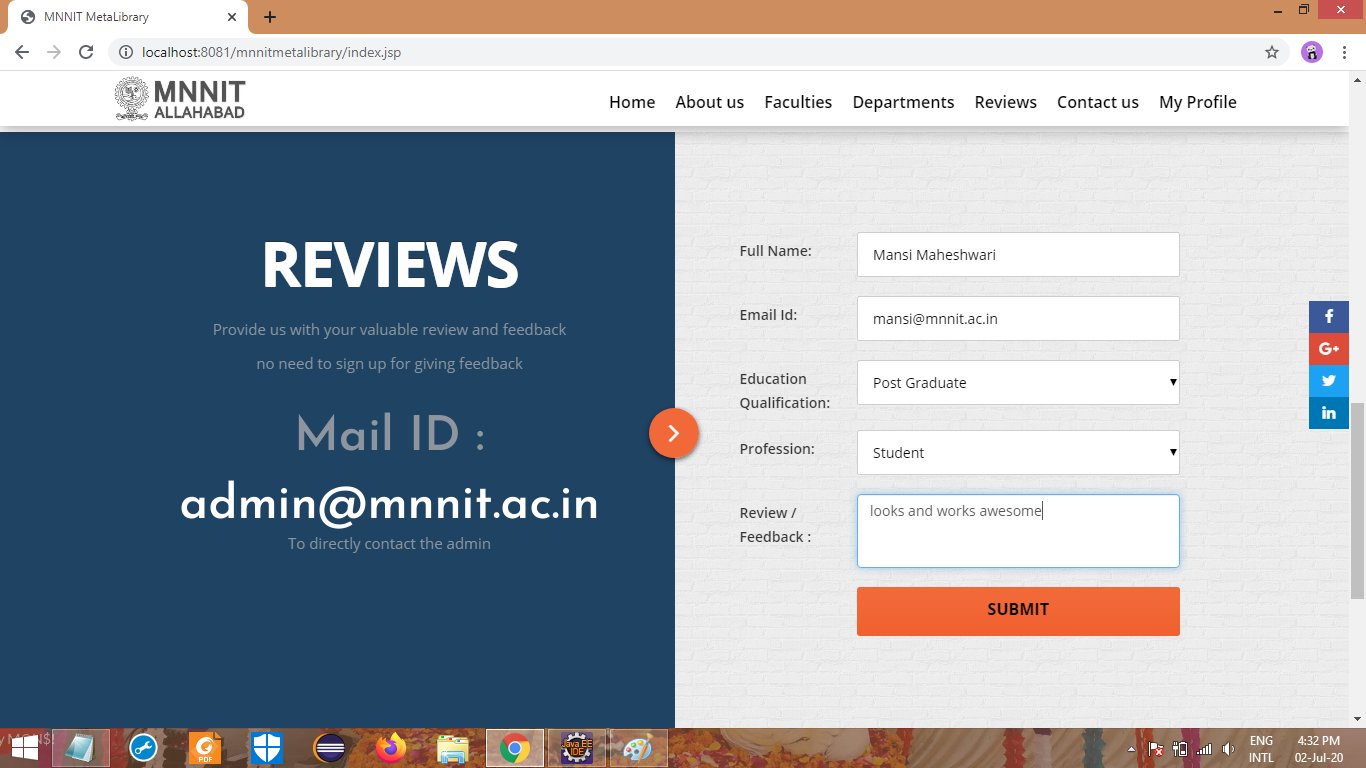 MNNIT MetaLibrary
localhost:8081/mnnitmetalibrary/index.jsp
MNNIT
ALLAHABAD
Home About us Faculties Departments Reviews Contact us My Profile
REVIEWS
Provide us with your valuable review and feedback
no need to sign up for giving feedback
Mail ID :
admin@mnnit.ac.in
To directly contact the admin
Full Name:
Mansi Maheshwari
Email Id:
mansi@mnnit.ac.in
Education
Qualification:
Post Graduate
Profession:
Student
Review /
Feedback :
looks and works awesome
SUBMIT
f
G+
in
PDF
Java EE
IDE
ENG
INTL
4:32 PM
02-Jul-20